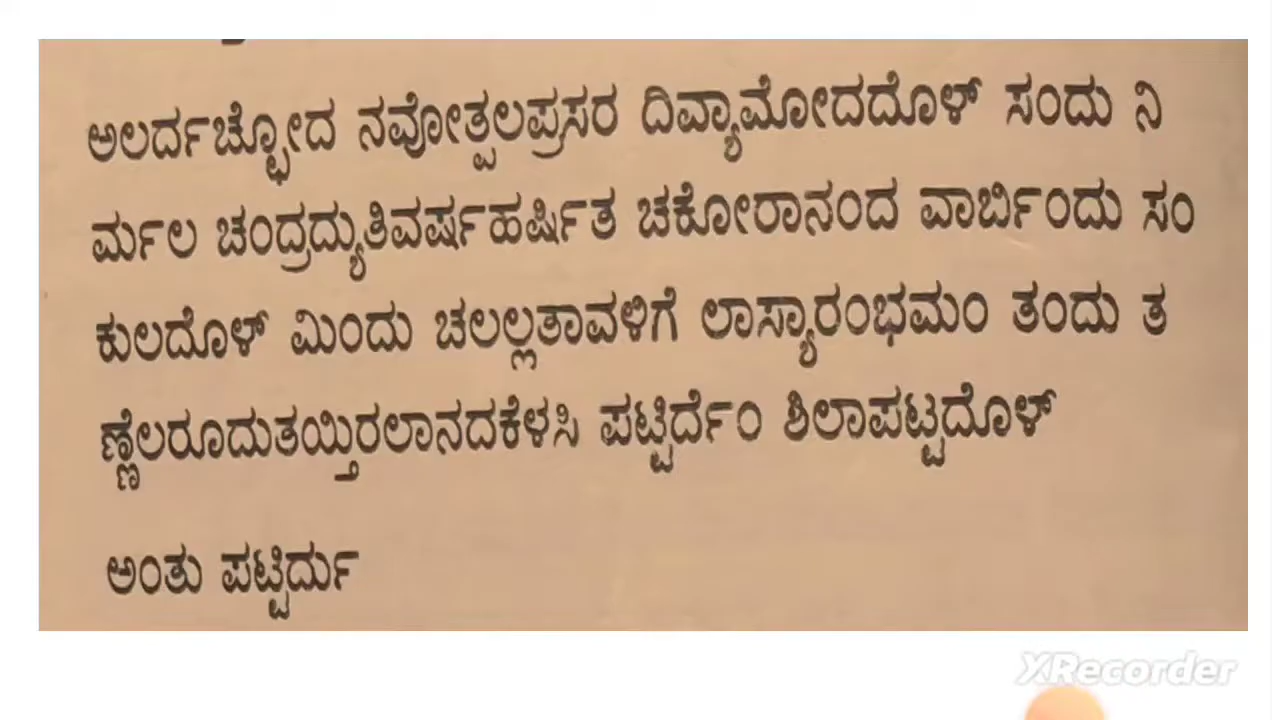 ಅಲರ್ದಚ್ಛೋದ ನವೋತ್ಪಲಪ್ರಸರ ದಿವ್ಯಾಮೋದದೊಳ್ ಸಂದು ನಿ
ರ್ಮಲ ಚಂದ್ರದ್ಯುತಿವರ್ಷಹರ್ಷಿತ ಚಕೋರಾನಂದ ವಾರ್ಬಿಂದು ಸಂ
ಕುಲದೊಳ್ ಮಿಂದು ಚಲಲ್ಲತಾವಳಿಗೆ ಲಾಸ್ಯಾರಂಭಮಂ ತಂದು ತ
ಣ್ಣೆಲರೂದುತಯ್ತಿರಲಾನದಕೆಳಸಿ ಪಟ್ಟಿರ್ದೆಂ ಶಿಲಾಪಟ್ಟದೊಳ್
ಅಂತು ಪಟ್ಟಿರ್ದು
XRecorder